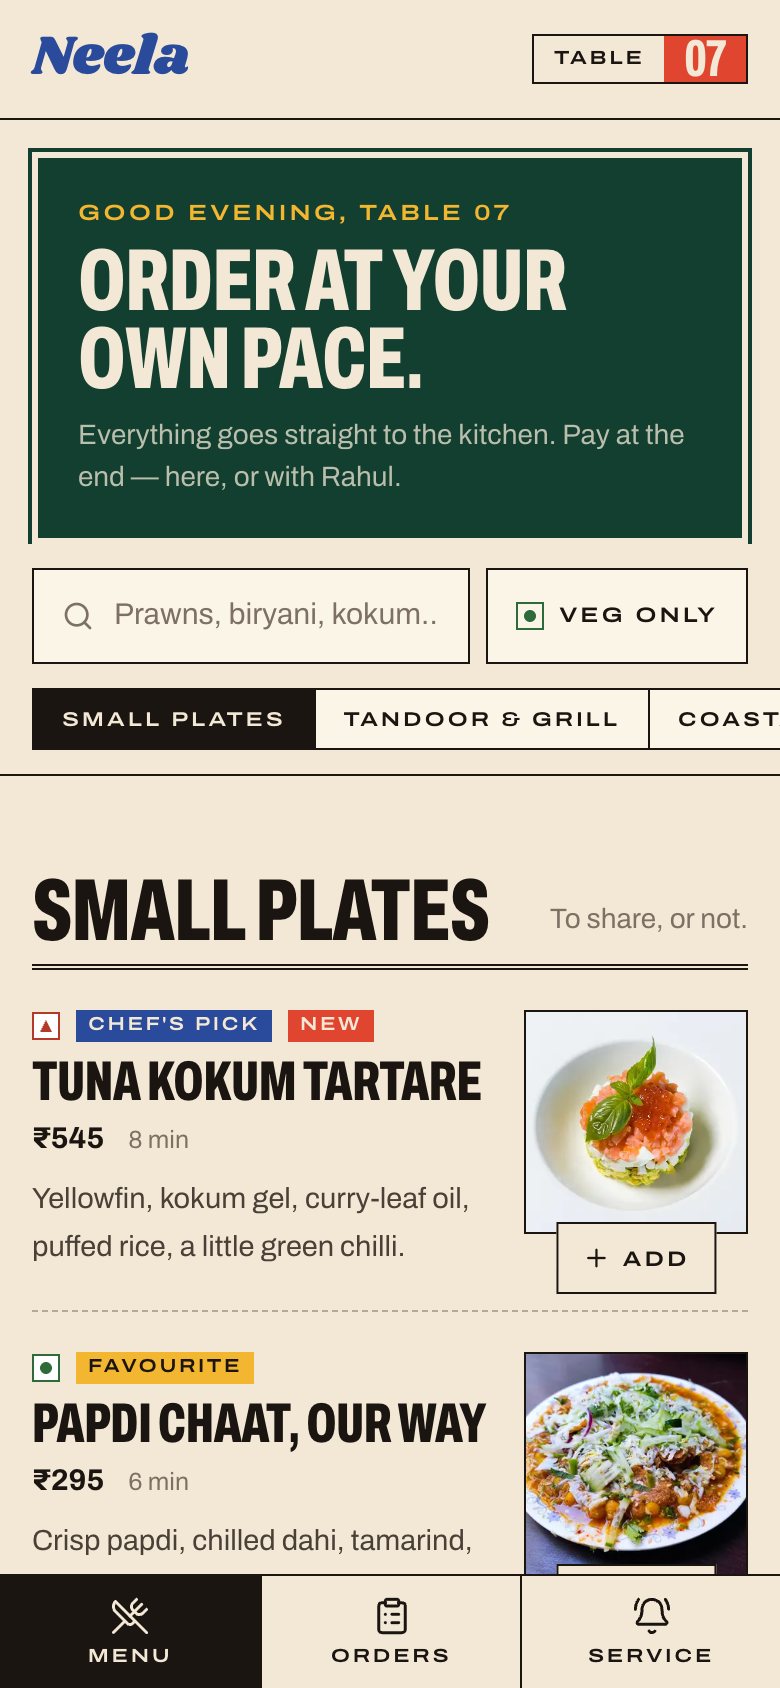 Neela
TABLE 07
GOOD EVENING, TABLE 07
ORDER AT YOUR
OWN PACE.
Everything goes straight to the kitchen. Pay at the
end — here, or with Rahul.
Prawns, biryani, kokum..
VEG ONLY
SMALL PLATES
TANDOOR & GRILL
COAST
SMALL PLATES
To share, or not.
CHEF'S PICK
NEW
TUNA KOKUM TARTARE
₹545 8 min
Yellowfin, kokum gel, curry-leaf oil,
puffed rice, a little green chilli.
+ ADD
FAVOURITE
PAPDI CHAAT, OUR WAY
₹295 6 min
Crisp papdi, chilled dahi, tamarind,
MENU
ORDERS
SERVICE